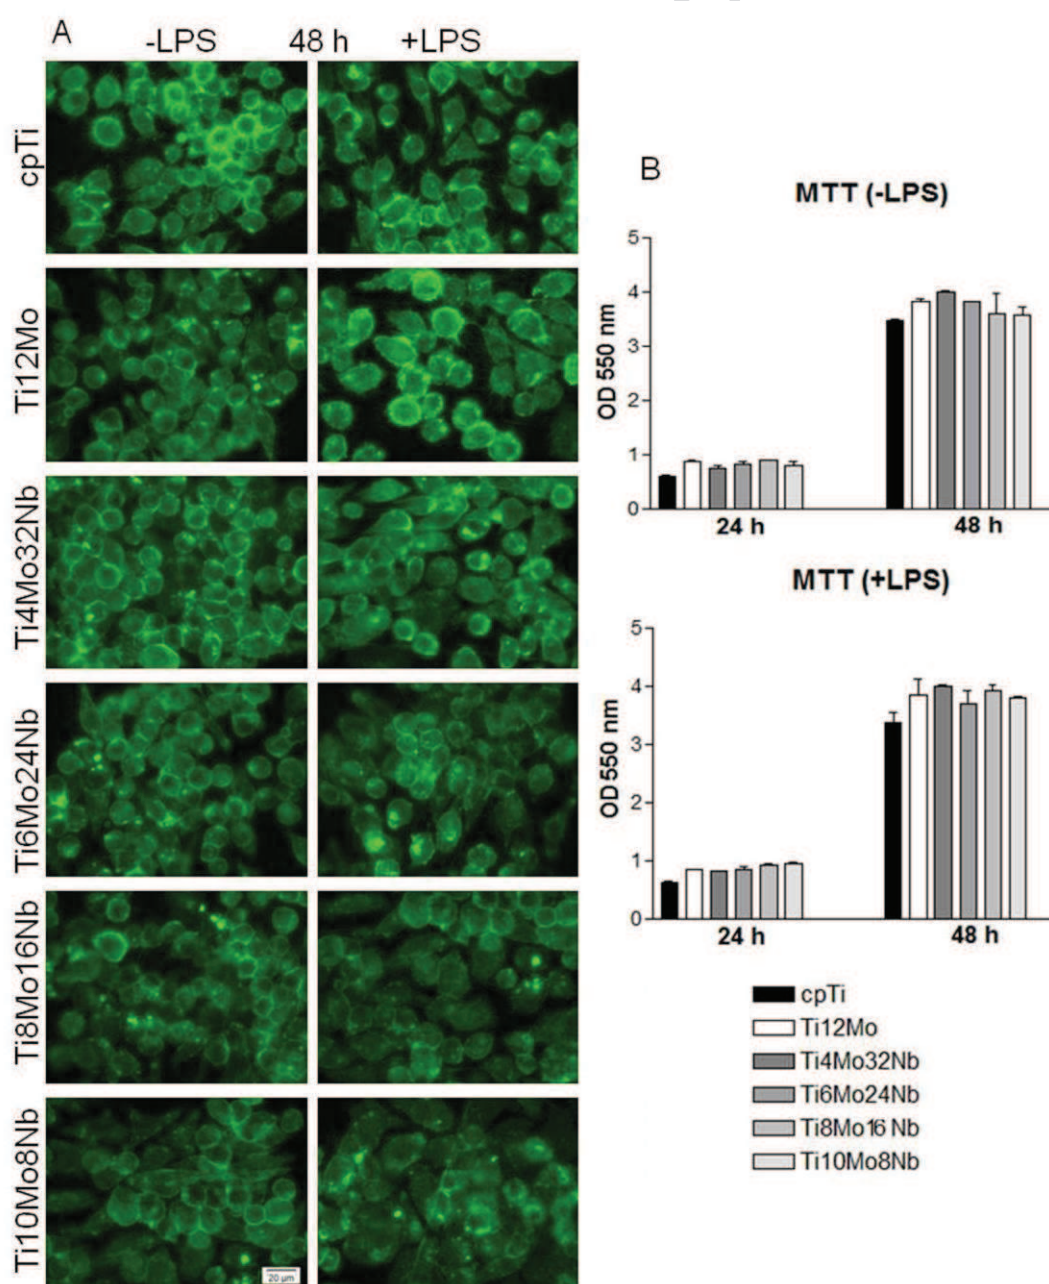 A
-LPS 48 h +LPS
cpTi
Ti12Mo
Ti4Mo32Nb
Ti6Mo24Nb
Ti8Mo16Nb
Ti10Mo8Nb
20 µm
B
MTT (-LPS)
OD 550 nm
5
4
3
2
1
0
24 h 48 h
MTT (+LPS)
OD 550 nm
5
4
3
2
1
0
24 h 48 h
cpTi
Ti12Mo
Ti4Mo32Nb
Ti6Mo24Nb
Ti8Mo16 Nb
Ti10Mo8Nb